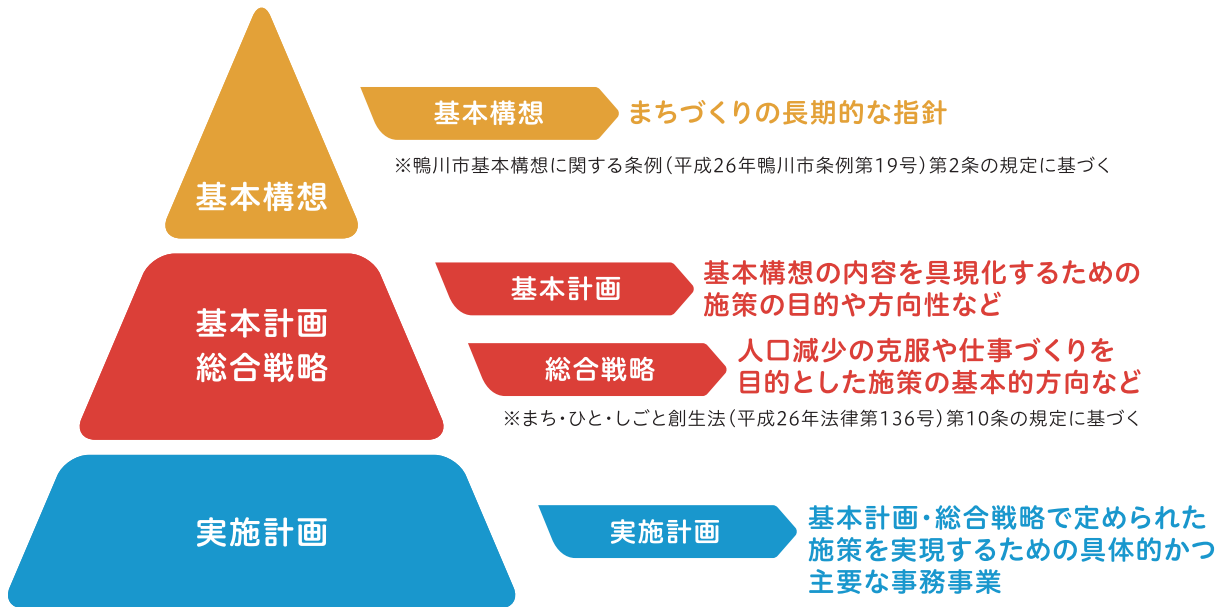 基本構想
基本構想
まちづくりの長期的な指針
※鴨川市基本構想に関する条例(平成26年鴨川市条例第19号)第2条の規定に基づく
基本計画
総合戦略
基本計画
基本構想の内容を具現化するための
施策の目的や方向性など
総合戦略
人口減少の克服や仕事づくりを
目的とした施策の基本的方向など
※まち・ひと・しごと創生法(平成26年法律第136号)第10条の規定に基づく
実施計画
実施計画
基本計画・総合戦略で定められた
施策を実現するための具体的かつ
主要な事務事業